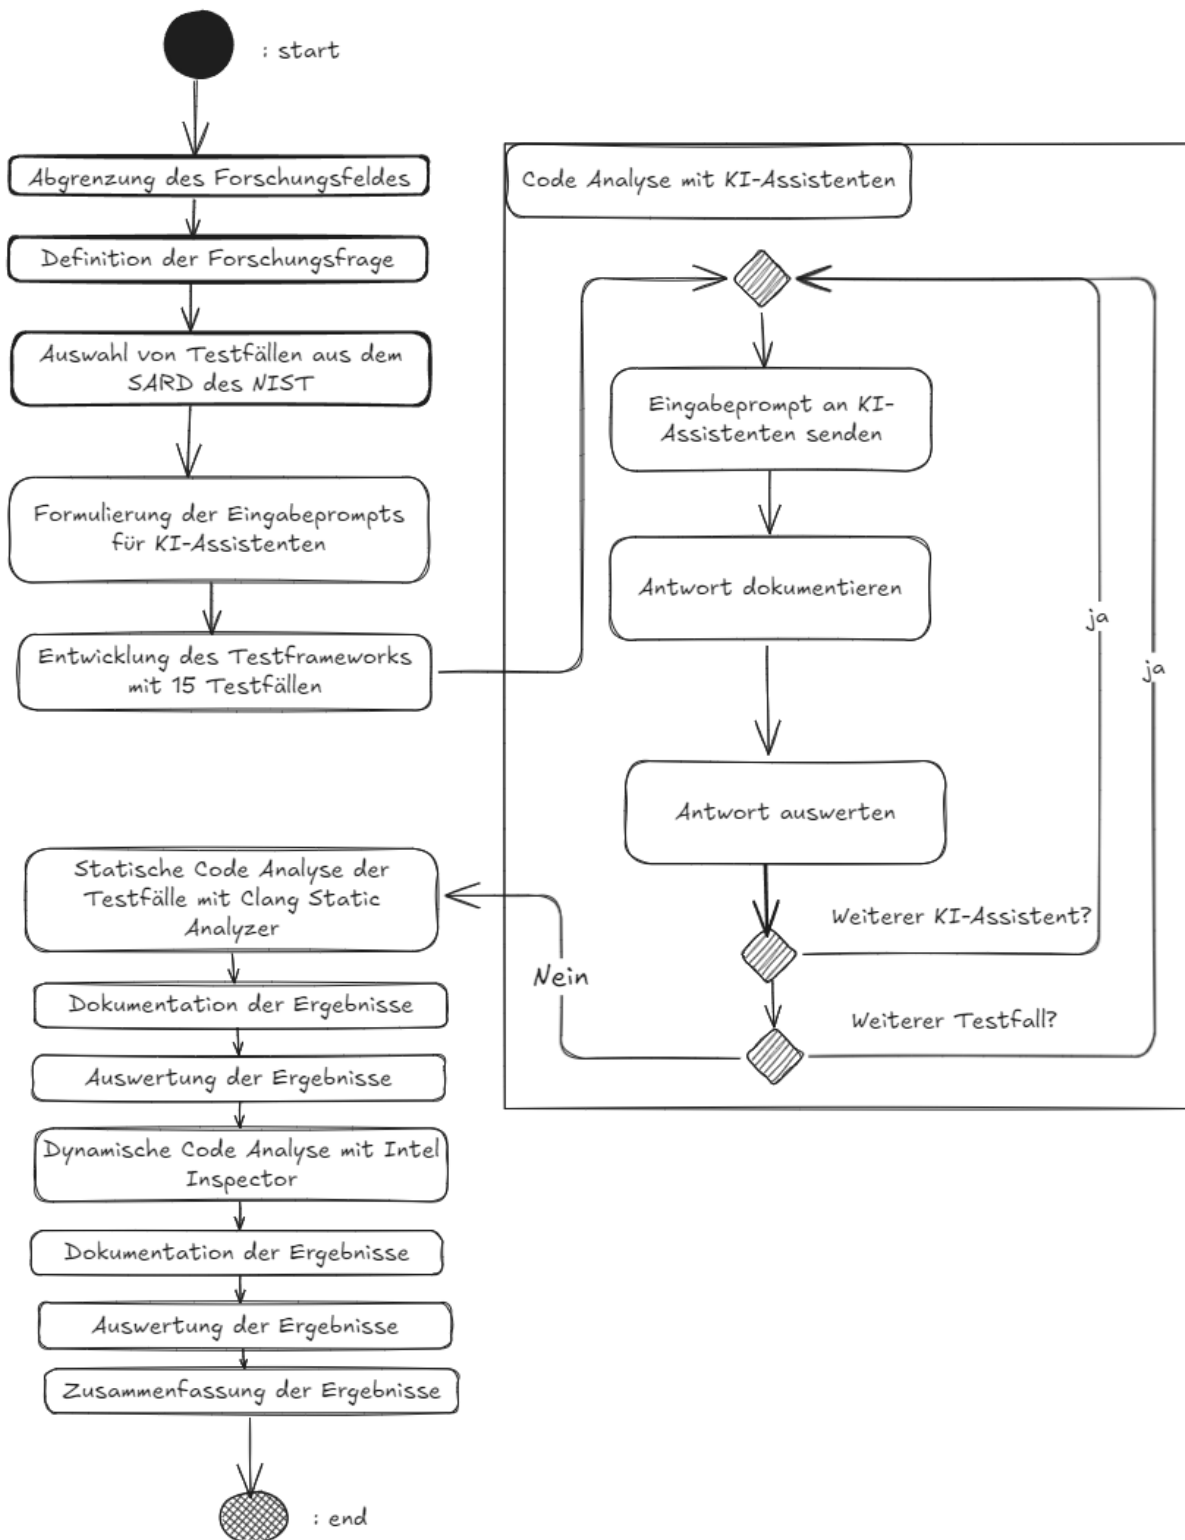 : start
Abgrenzung des Forschungsfeldes
Definition der Forschungsfrage
Auswahl von Testfällen aus dem
SARD des NIST
Formulierung der Eingabeprompts
für KI-Assistenten
Entwicklung des Testframeworks
mit 15 Testfällen
Code Analyse mit KI-Assistenten
Eingabeprompt an KI-
Assistenten senden
Antwort dokumentieren
Antwort auswerten
Weiterer KI-Assistent?
ja
Weiterer Testfall?
ja
Nein
Statische Code Analyse der
Testfälle mit Clang Static
Analyzer
Dokumentation der Ergebnisse
Auswertung der Ergebnisse
Dynamische Code Analyse mit Intel
Inspector
Dokumentation der Ergebnisse
Auswertung der Ergebnisse
Zusammenfassung der Ergebnisse
: end